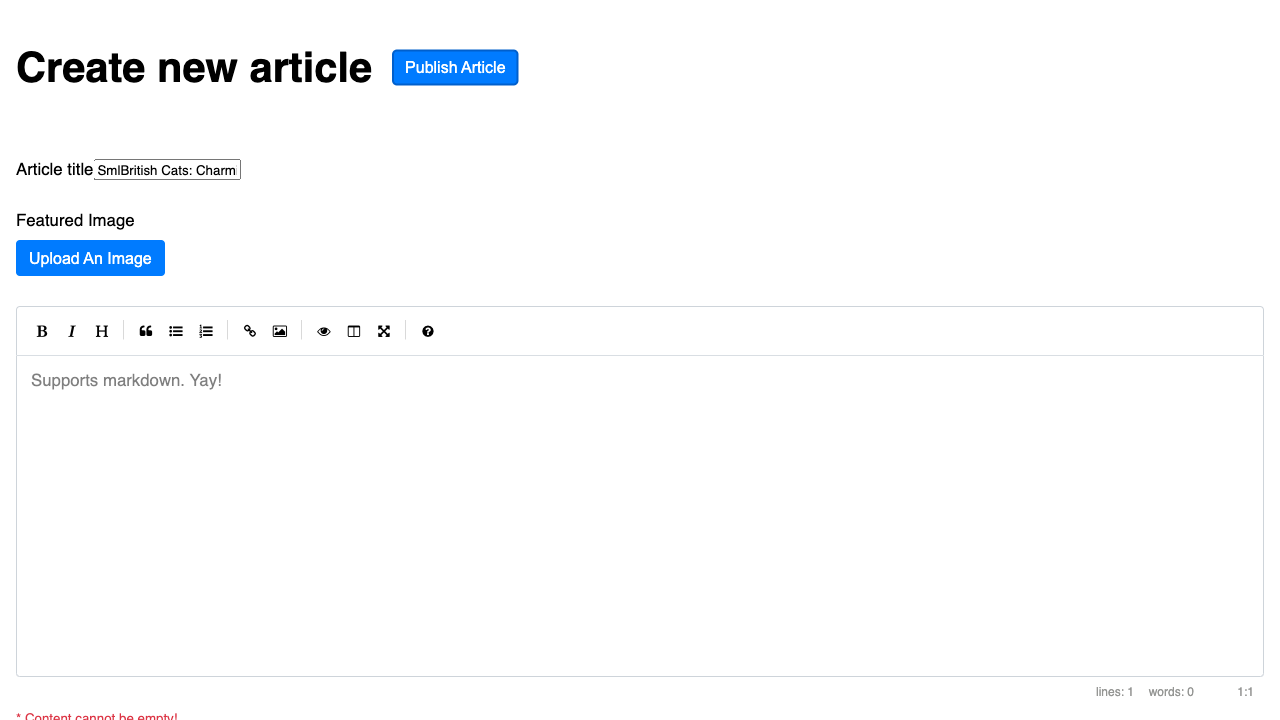 Create new article
Publish Article
Article title SmlBritish Cats: Charm
Featured Image
Upload An Image
B I H
Supports markdown. Yay!
lines: 1 words: 0 1:1
* Content cannot be empty!